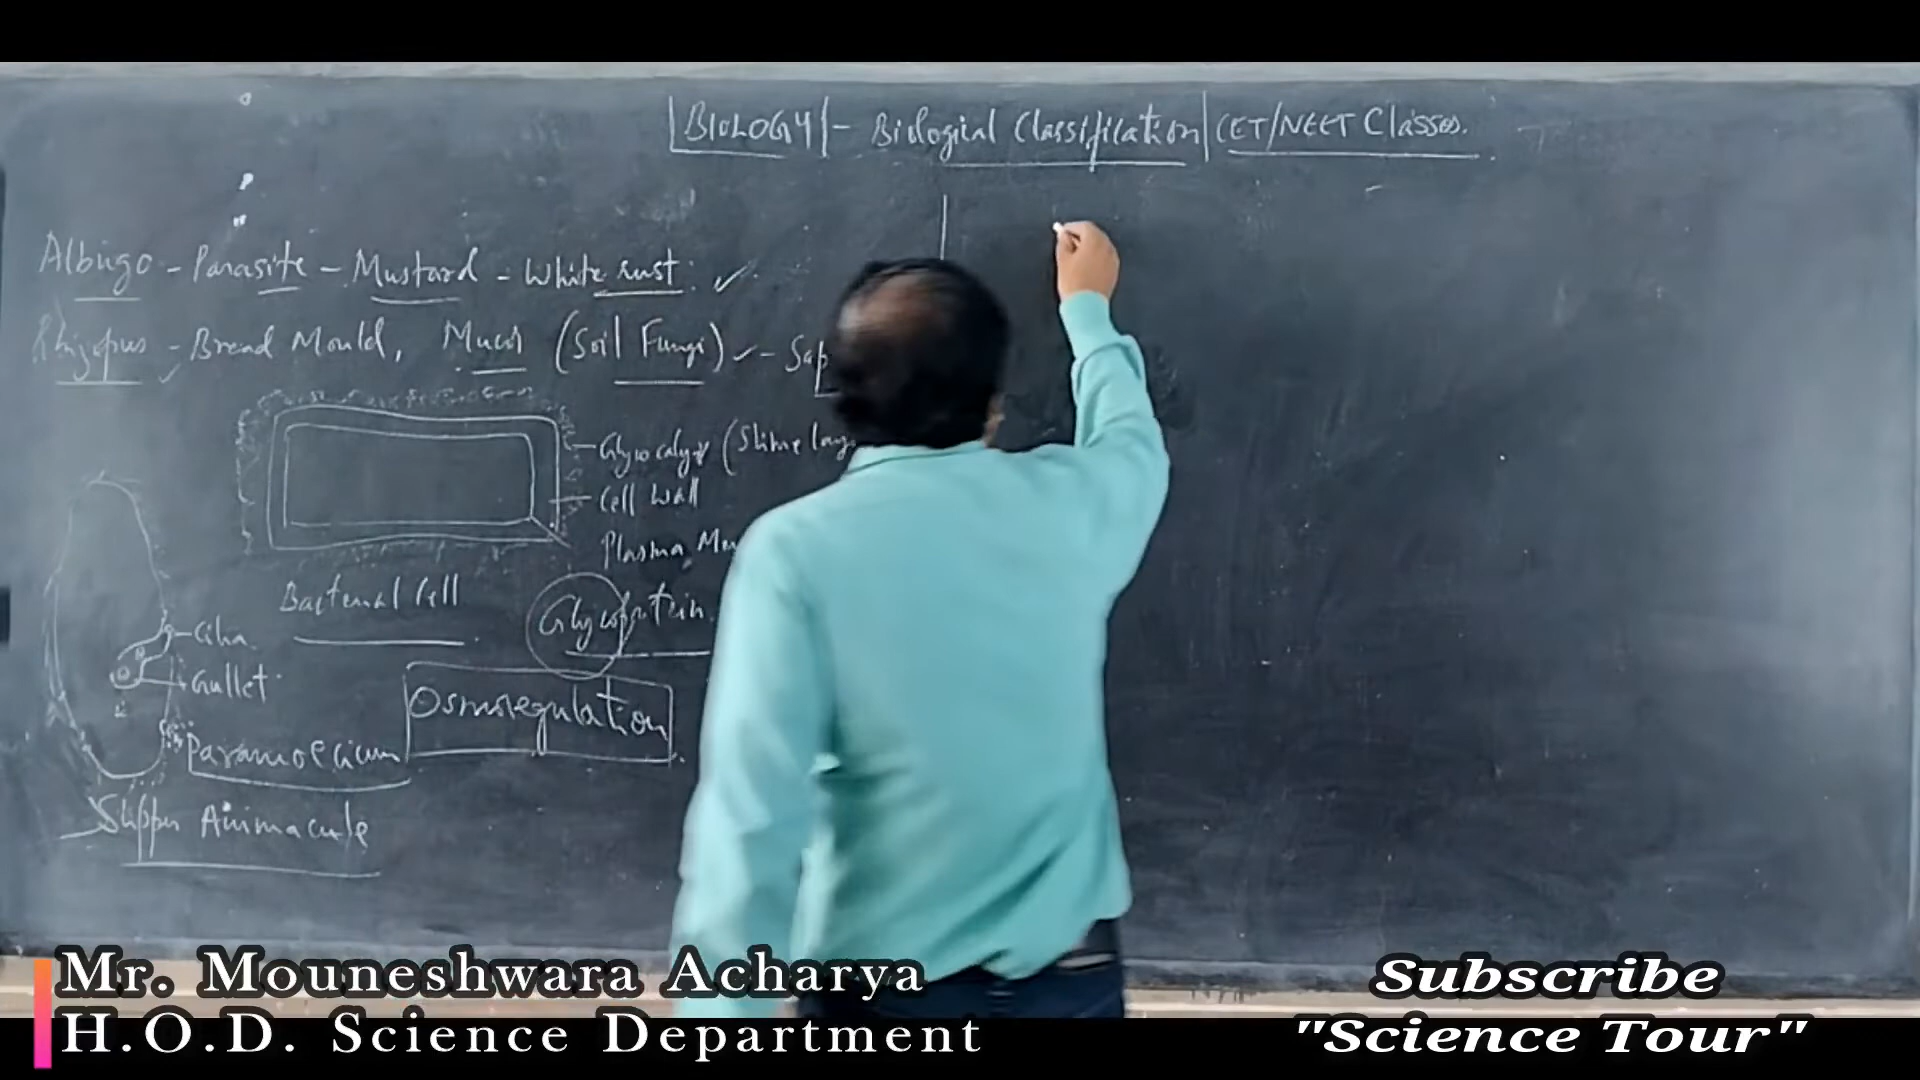 |BIOLOGY| - Biological Classification | CET/NEET Classes.
Albugo - Parasite - Mustard - White rust: ✓
Rhizopus - Bread Mould, Mucor (Soil Fungi) ✓ - Sap
Glycocalyx (Slime laye
Cell Wall
Plasma Mem
Bacterial Cell
Glycoprotein.
Cilia
Gullet
Osmoregulation
Paramoecium
Slipper Animacule
Mr. Mouneshwara Acharya
H.O.D. Science Department
Subscribe
"Science Tour"